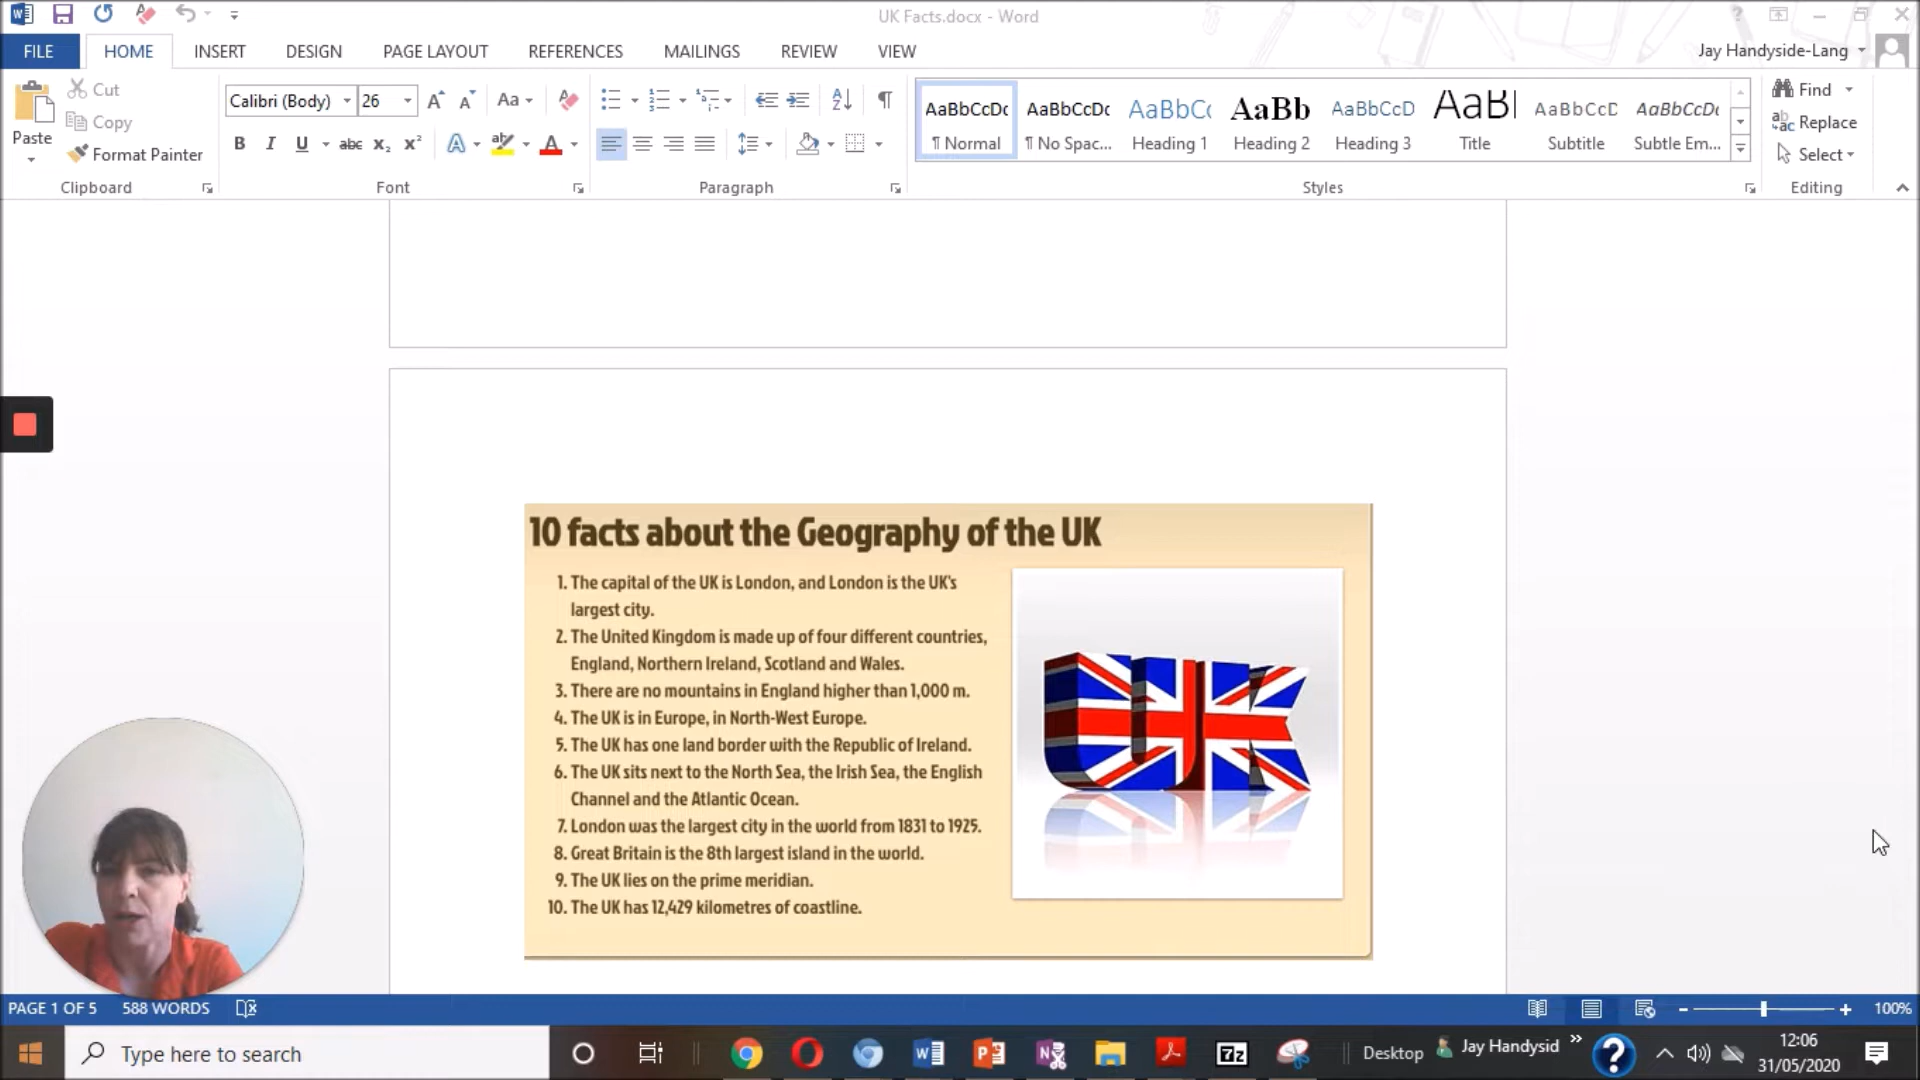 UK Facts.docx - Word
FILE HOME INSERT DESIGN PAGE LAYOUT REFERENCES MAILINGS REVIEW VIEW
Jay Handyside-Lang
Paste
Cut
Copy
Format Painter
Clipboard
Calibri (Body) 26
Font
Paragraph
AaBbCcDc AaBbCcDc AaBbC AaBb AaBbCcD AaB AaBbCcD AaBbCcDc
¶ Normal ¶ No Spac... Heading 1 Heading 2 Heading 3 Title Subtitle Subtle Em...
Styles
Find
Replace
Select
Editing
10 facts about the Geography of the UK
1. The capital of the UK is London, and London is the UK's
largest city.
2. The United Kingdom is made up of four different countries,
England, Northern Ireland, Scotland and Wales.
3. There are no mountains in England higher than 1,000 m.
4. The UK is in Europe, in North-West Europe.
5. The UK has one land border with the Republic of Ireland.
6. The UK sits next to the North Sea, the Irish Sea, the English
Channel and the Atlantic Ocean.
7. London was the largest city in the world from 1831 to 1925.
8. Great Britain is the 8th largest island in the world.
9. The UK lies on the prime meridian.
10. The UK has 12,429 kilometres of coastline.
UK
PAGE 1 OF 5 588 WORDS
100%
Type here to search
Desktop
Jay Handysid
12:06
31/05/2020